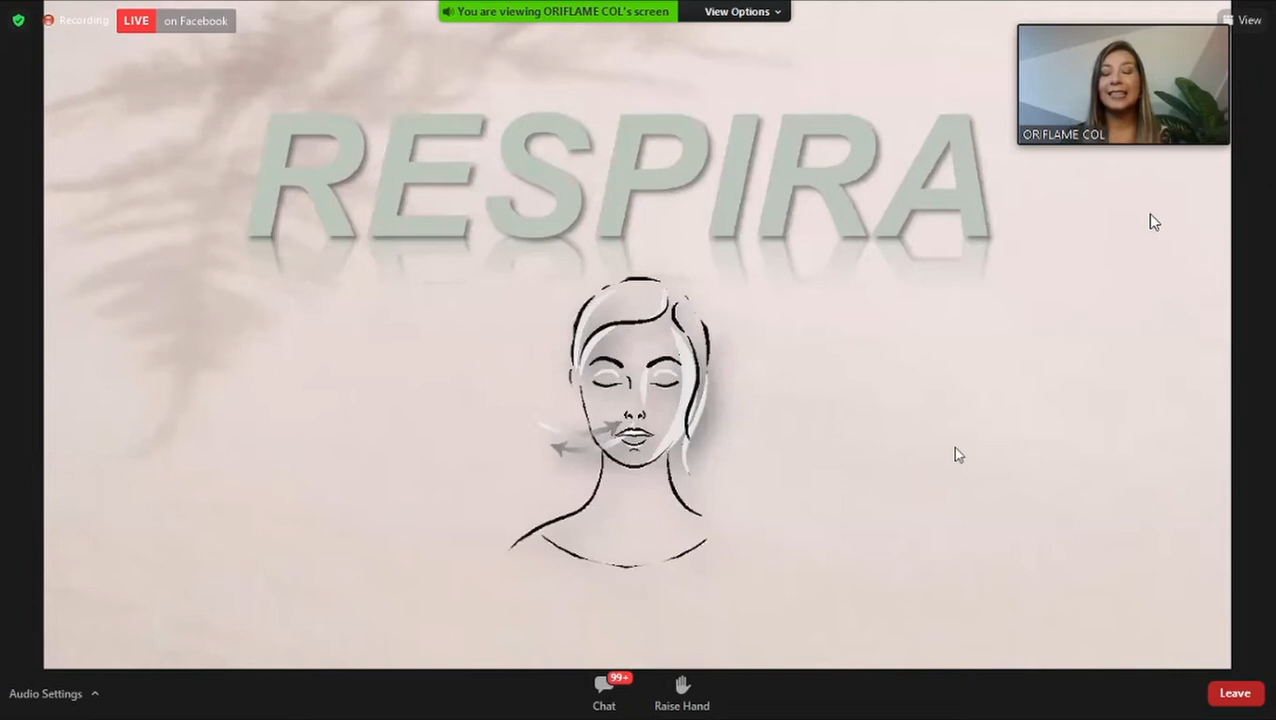 Recording
LIVE on Facebook
You are viewing ORIFLAME COL's screen
View Options
View
RESPIRA
ORIFLAME COL
Audio Settings
99+
Chat
Raise Hand
Leave